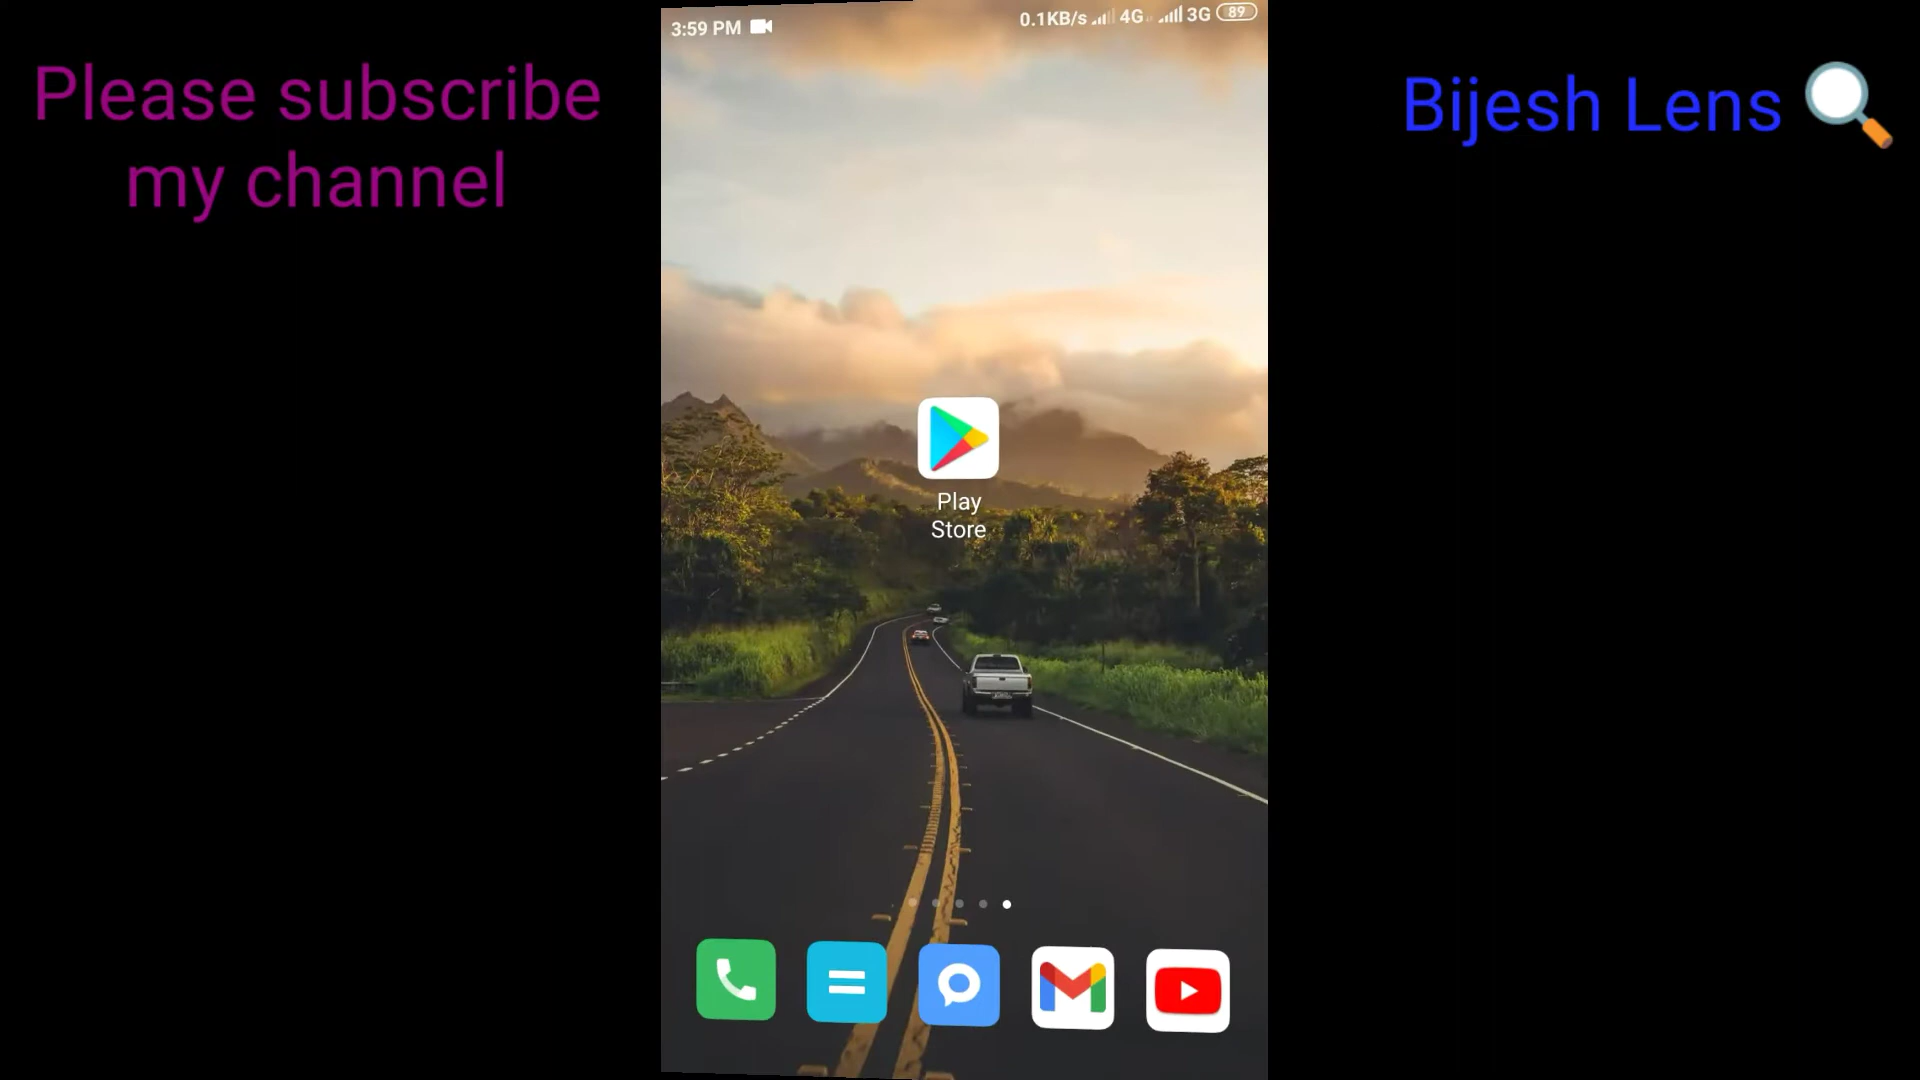 Please subscribe
my channel
Bijesh Lens
3:59 PM
0.1KB/s 4G 3G 89
Play
Store